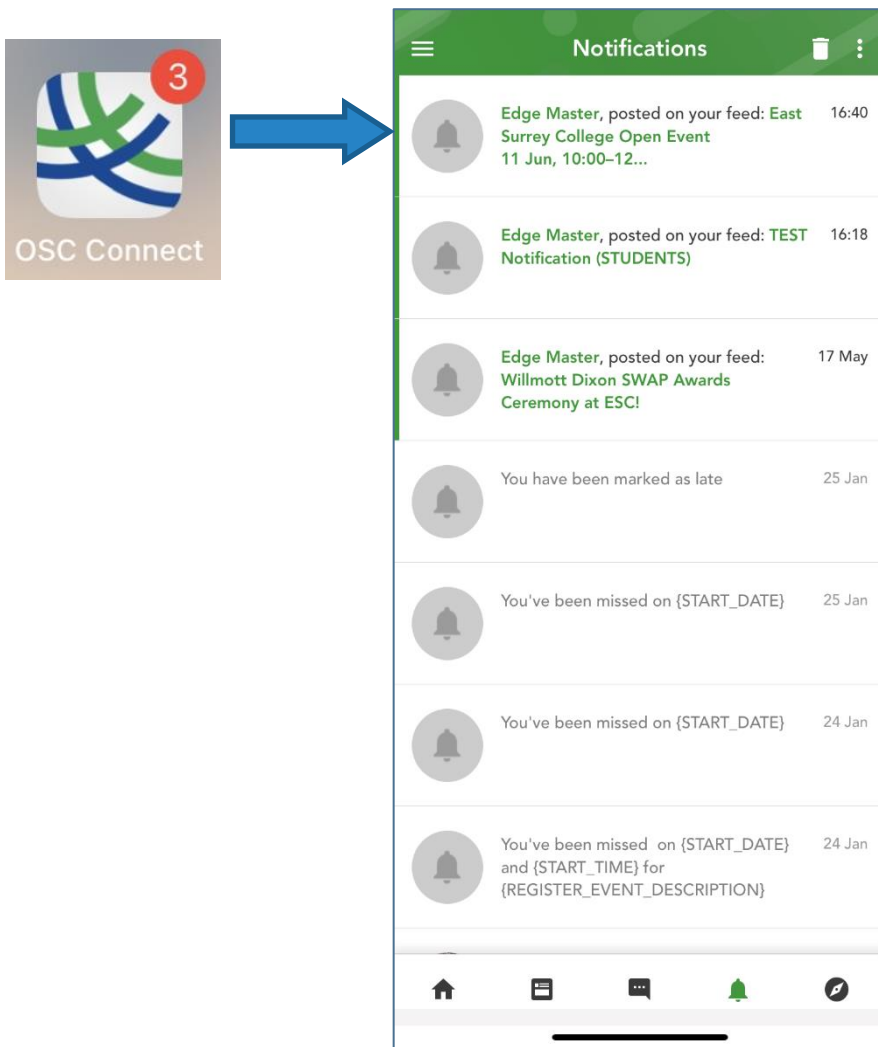 3
OSC Connect
Notifications
Edge Master, posted on your feed: East 16:40
Surrey College Open Event
11 Jun, 10:00–12...
Edge Master, posted on your feed: TEST 16:18
Notification (STUDENTS)
Edge Master, posted on your feed: 17 May
Willmott Dixon SWAP Awards
Ceremony at ESC!
You have been marked as late 25 Jan
You've been missed on {START_DATE} 25 Jan
You've been missed on {START_DATE} 24 Jan
You've been missed  on {START_DATE} 24 Jan
and {START_TIME} for
{REGISTER_EVENT_DESCRIPTION}